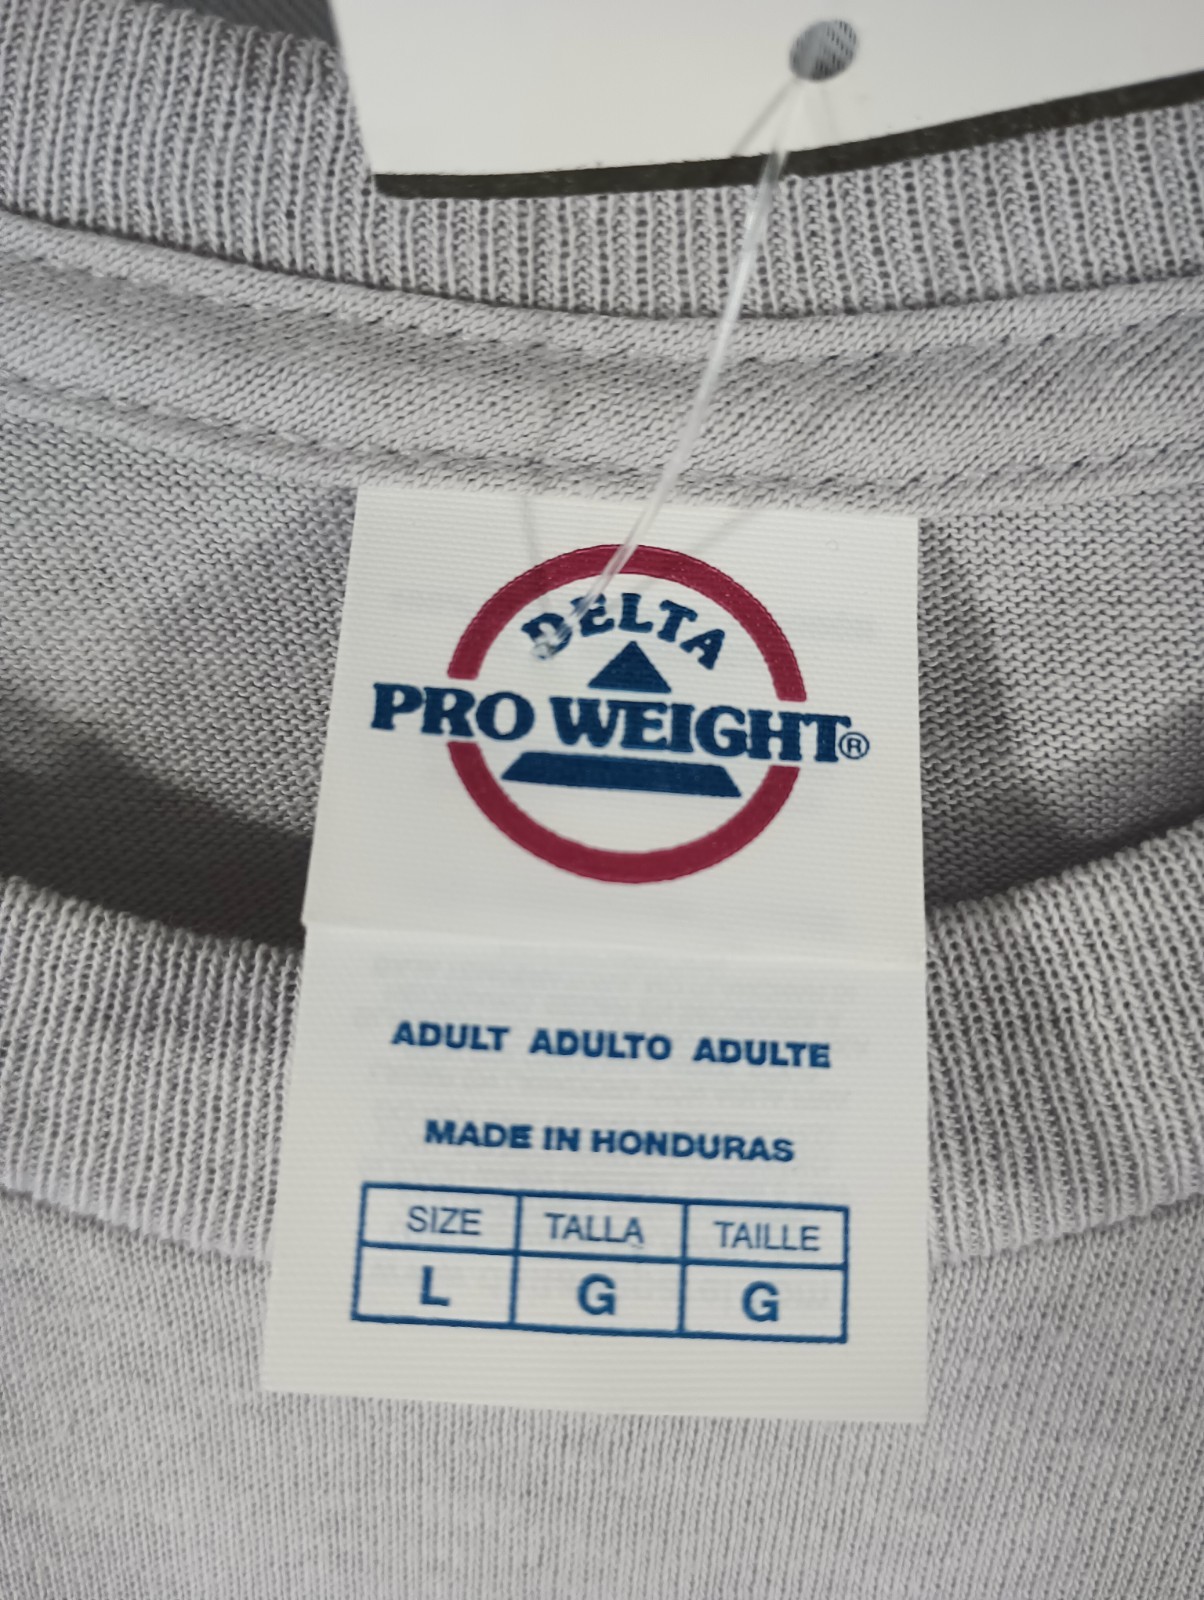 DELTA
PRO WEIGHT®
ADULT ADULTO ADULTE
MADE IN HONDURAS
SIZE TALLA TAILLE
L G G